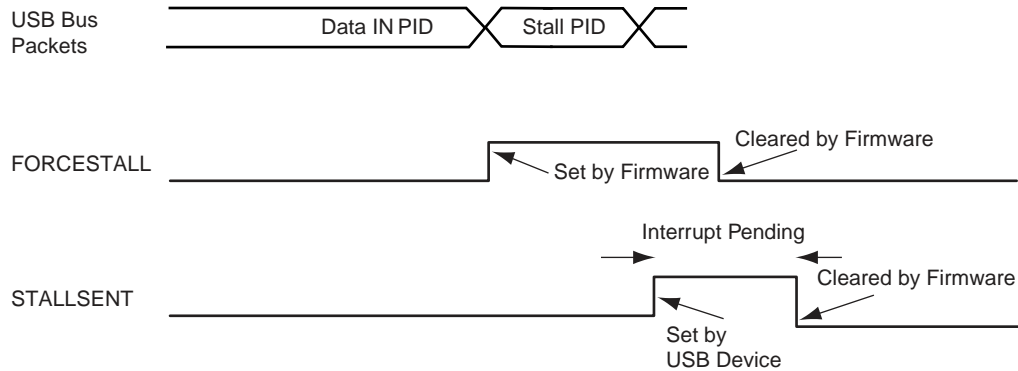 USB Bus
Packets
Data IN PID
Stall PID
FORCESTALL
Set by Firmware
Cleared by Firmware
Interrupt Pending
STALLSENT
Cleared by Firmware
Set by
USB Device